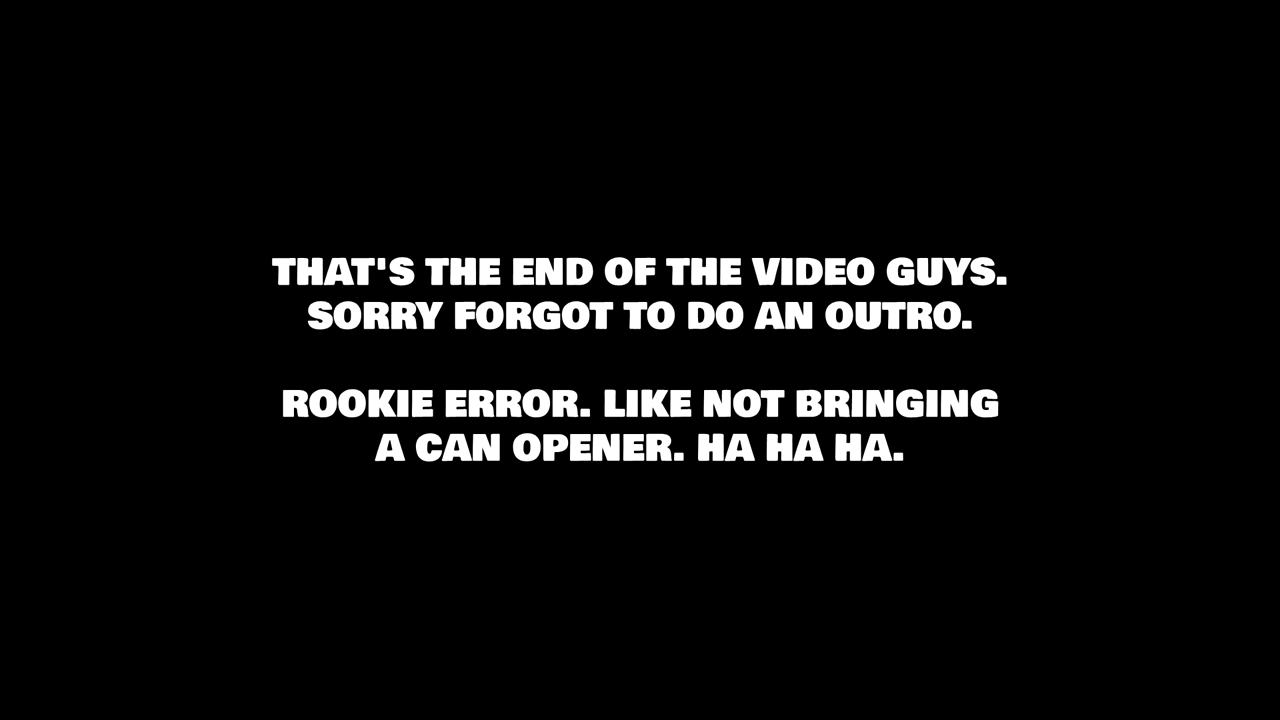 THAT'S THE END OF THE VIDEO GUYS.
SORRY FORGOT TO DO AN OUTRO.
ROOKIE ERROR. LIKE NOT BRINGING
A CAN OPENER. HA HA HA.